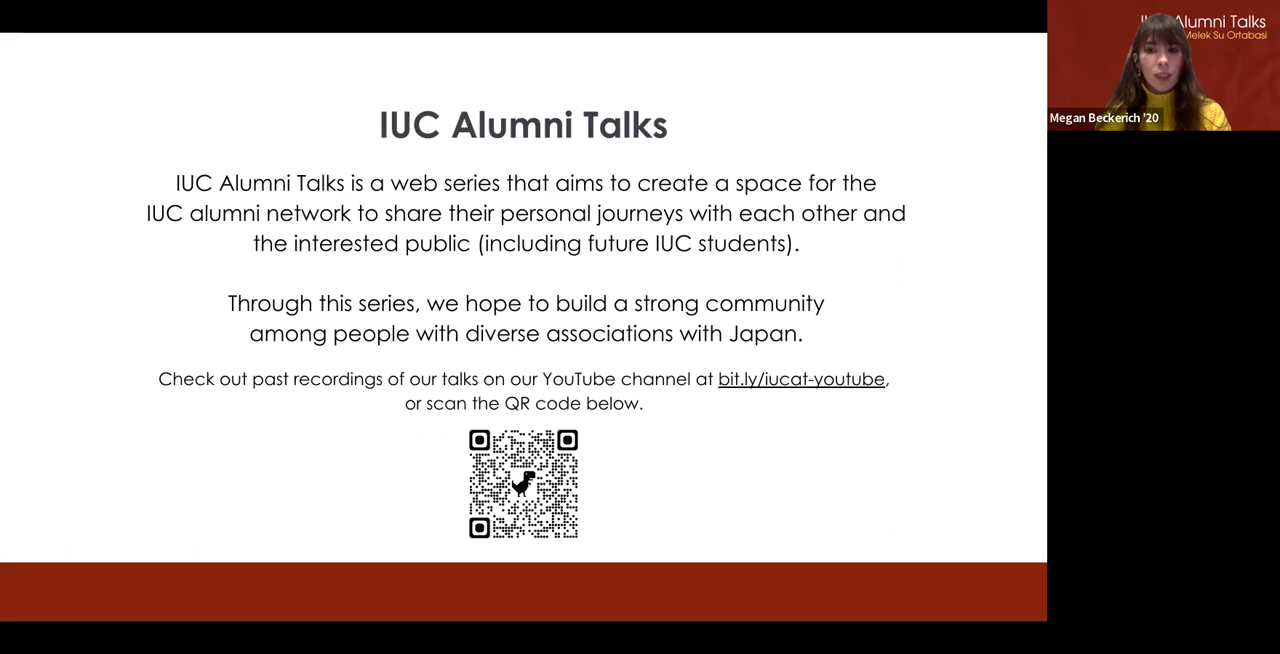 IUC Alumni Talks
IUC Alumni Talks is a web series that aims to create a space for the
IUC alumni network to share their personal journeys with each other and
the interested public (including future IUC students).
Through this series, we hope to build a strong community
among people with diverse associations with Japan.
Check out past recordings of our talks on our YouTube channel at bit.ly/iucat-youtube,
or scan the QR code below.
Alumni Talks
Melek Su Ortabasi
Megan Beckerich '20